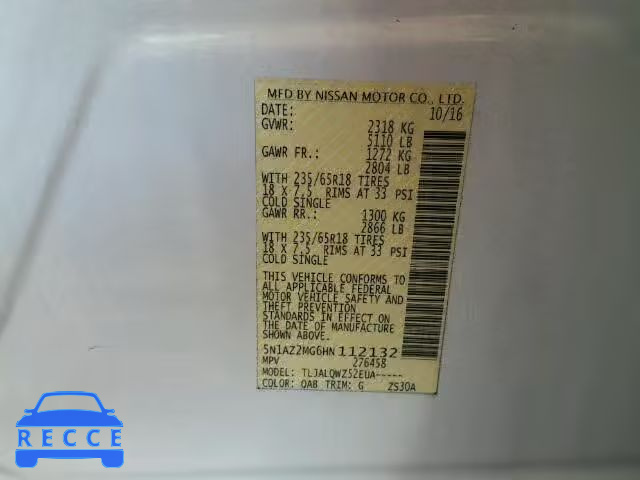 MFD BY NISSAN MOTOR CO., LTD.
DATE: 10/16
GVWR: 2318 KG
5110 LB
GAWR FR.: 1272 KG
2804 LB
WITH 235/65R18 TIRES
18 X 7.5 RIMS AT 33 PSI
COLD SINGLE
GAWR RR.: 1300 KG
2866 LB
WITH 235/65R18 TIRES
18 X 7.5 RIMS AT 33 PSI
COLD SINGLE
THIS VEHICLE CONFORMS TO
ALL APPLICABLE FEDERAL
MOTOR VEHICLE SAFETY AND
THEFT PREVENTION
STANDARDS IN EFFECT ON THE
DATE OF MANUFACTURE.
5N1AZ2MG6HN112132
MPV 276458
MODEL: TLJALQWZ52EUA-----
COLOR: QAB TRIM: G ZS30A
RECCE